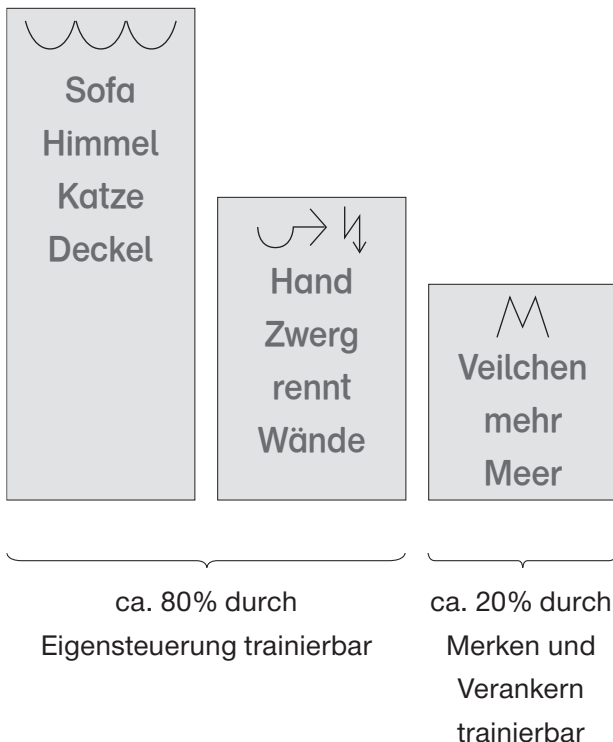 Sofa
Himmel
Katze
Deckel
Hand
Zwerg
rennt
Wände
Veilchen
mehr
Meer
ca. 80% durch
Eigensteuerung trainierbar
ca. 20% durch
Merken und
Verankern
trainierbar